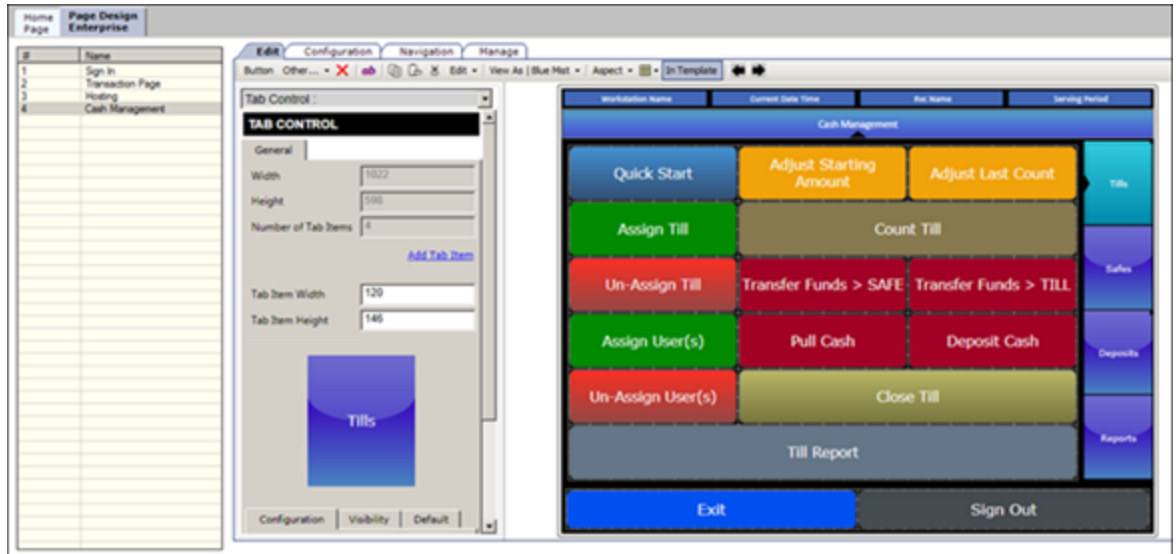 Home Page
Page Design Enterprise
# Name
1 Sign In
2 Transaction Page
3 Hosting
4 Cash Management
Edit Configuration Navigation Manage
Button Other... ab Edit View As | Blue Mist Aspect In Template
Tab Control :
TAB CONTROL
General
Width 1022
Height 598
Number of Tab Items 4
Add Tab Item
Tab Item Width 120
Tab Item Height 146
Tills
Configuration Visibility Default
Workstation Name Current Date Time Rvc Name Serving Period
Cash Management
Quick Start
Adjust Starting Amount
Adjust Last Count
Tills
Assign Till
Count Till
Safes
Un-Assign Till
Transfer Funds > SAFE
Transfer Funds > TILL
Assign User(s)
Pull Cash
Deposit Cash
Deposits
Un-Assign User(s)
Close Till
Reports
Till Report
Exit
Sign Out